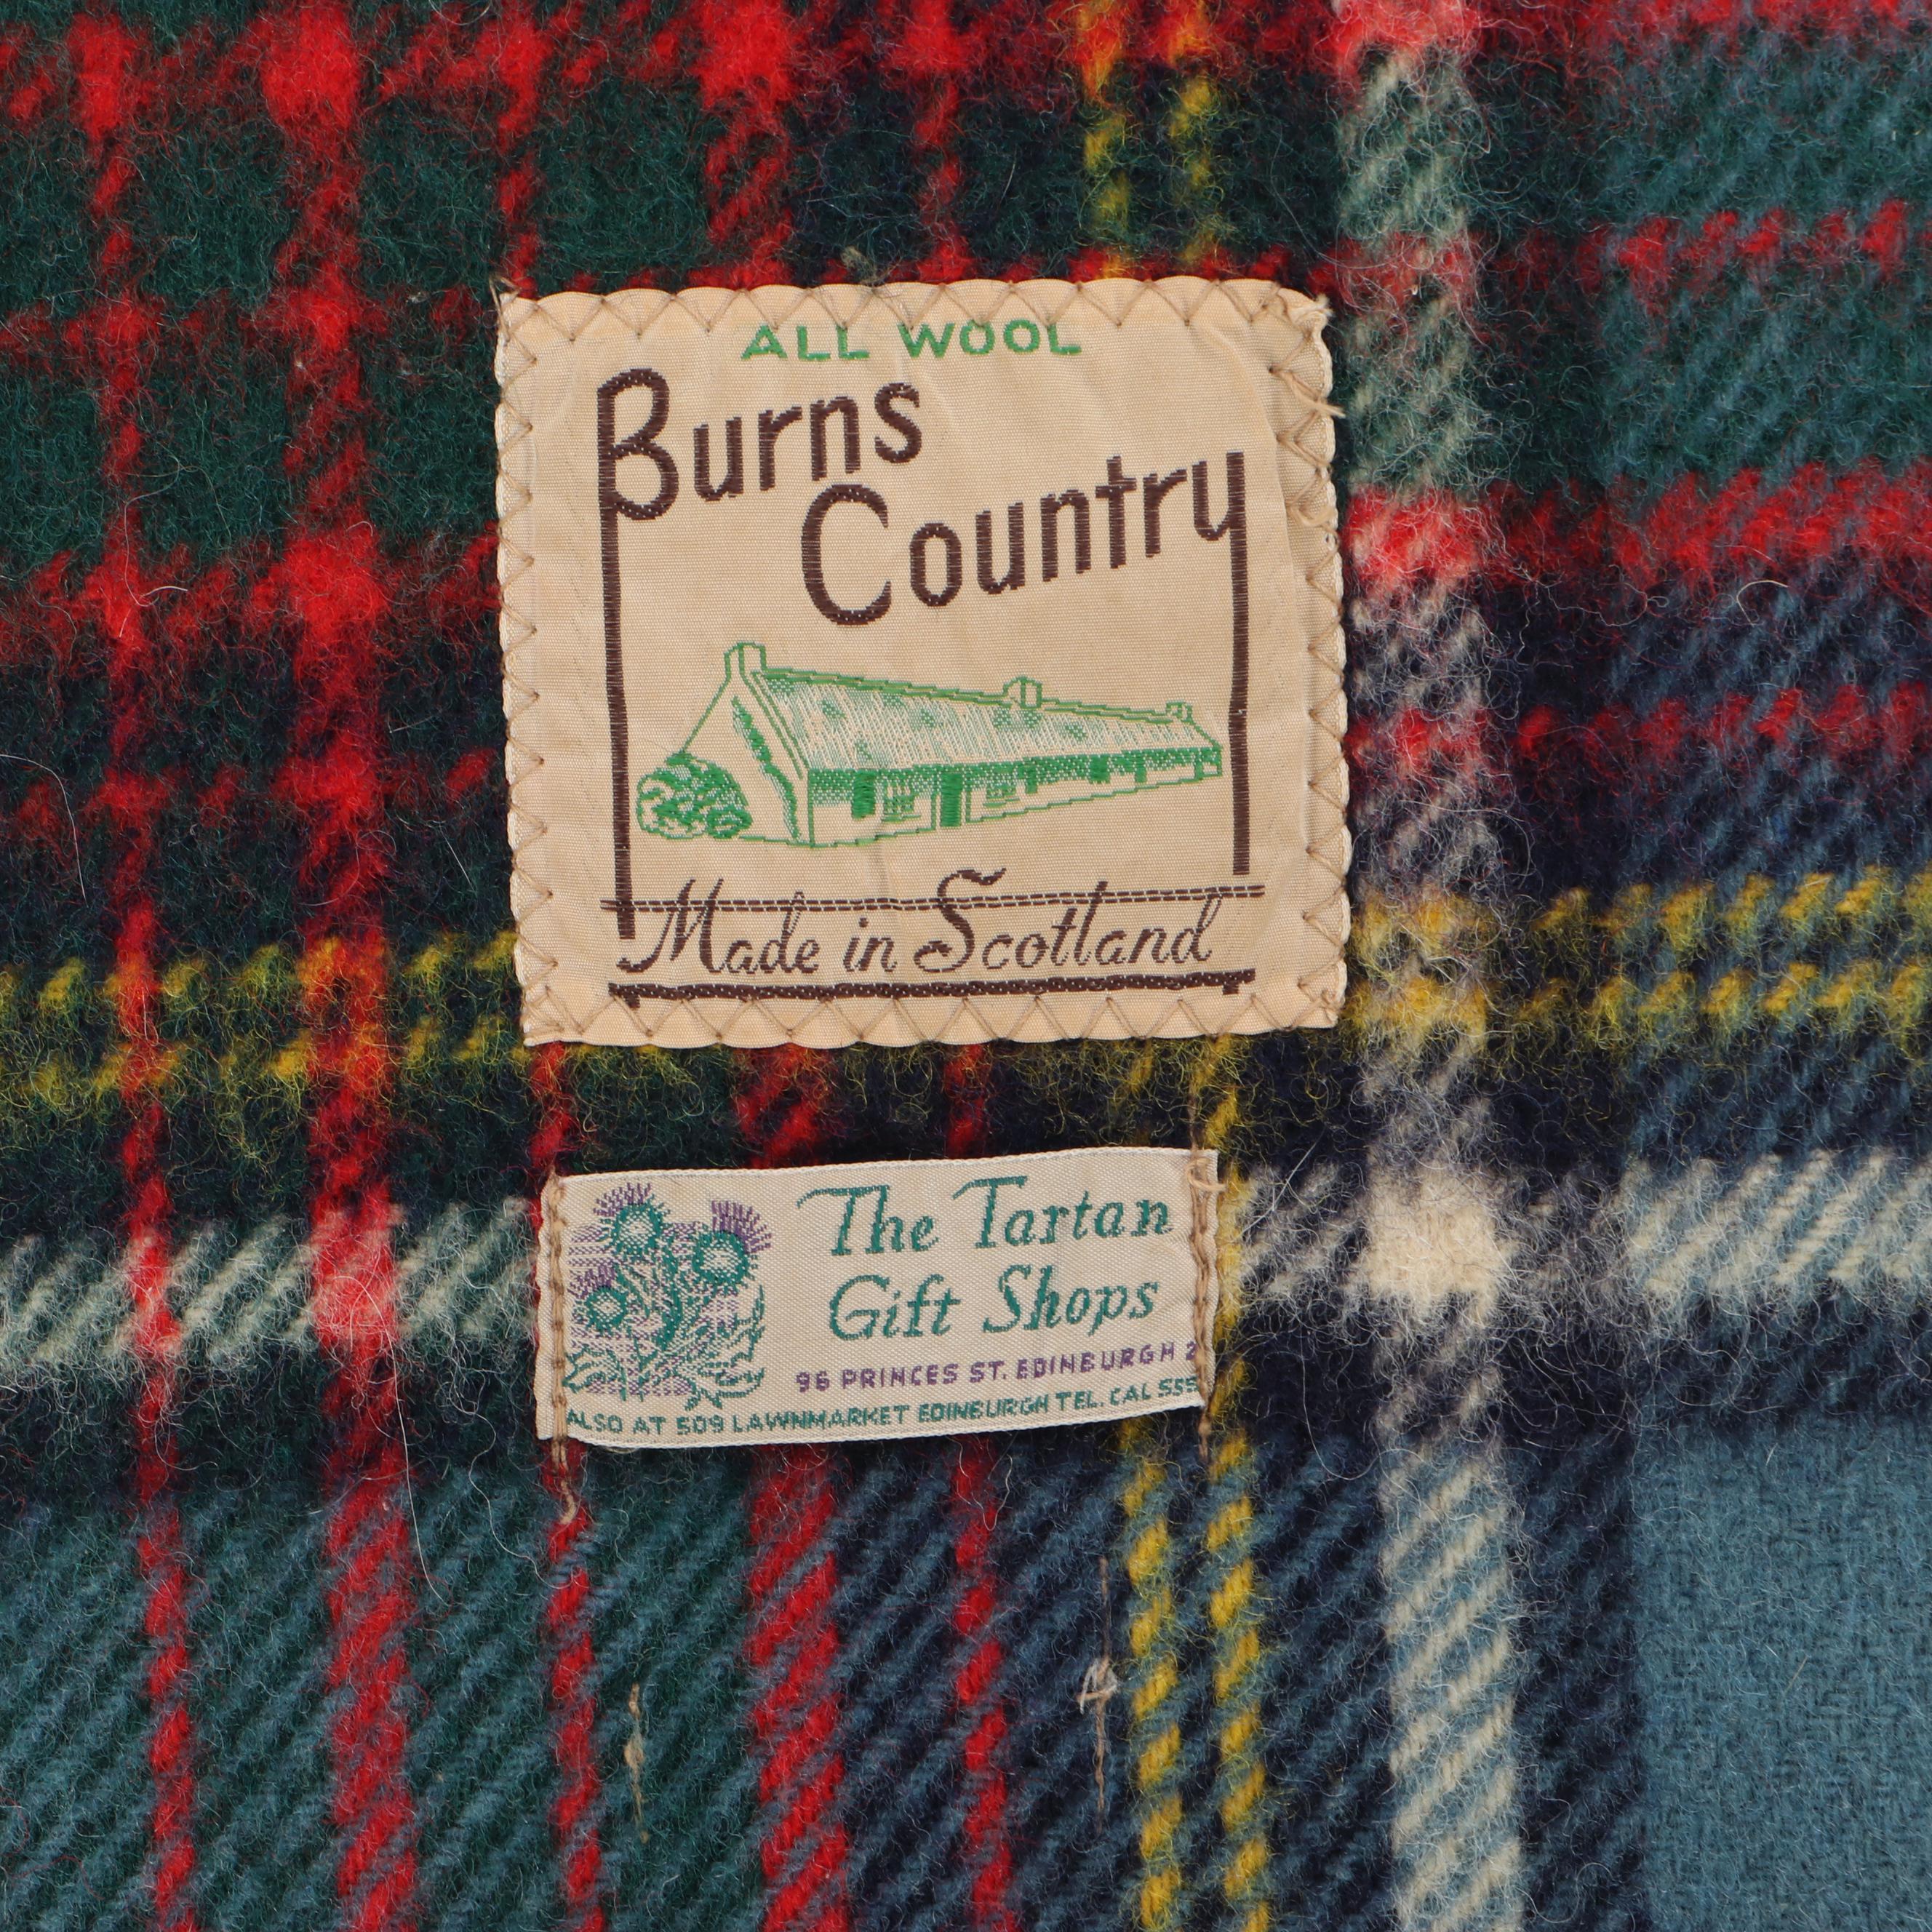 ALL WOOL
Burns
Country
Made in Scotland
The Tartan
Gift Shops
96 PRINCES ST. EDINBURGH 2
ALSO AT 509 LAWNMARKET EDINBURGH TEL. CAL 555